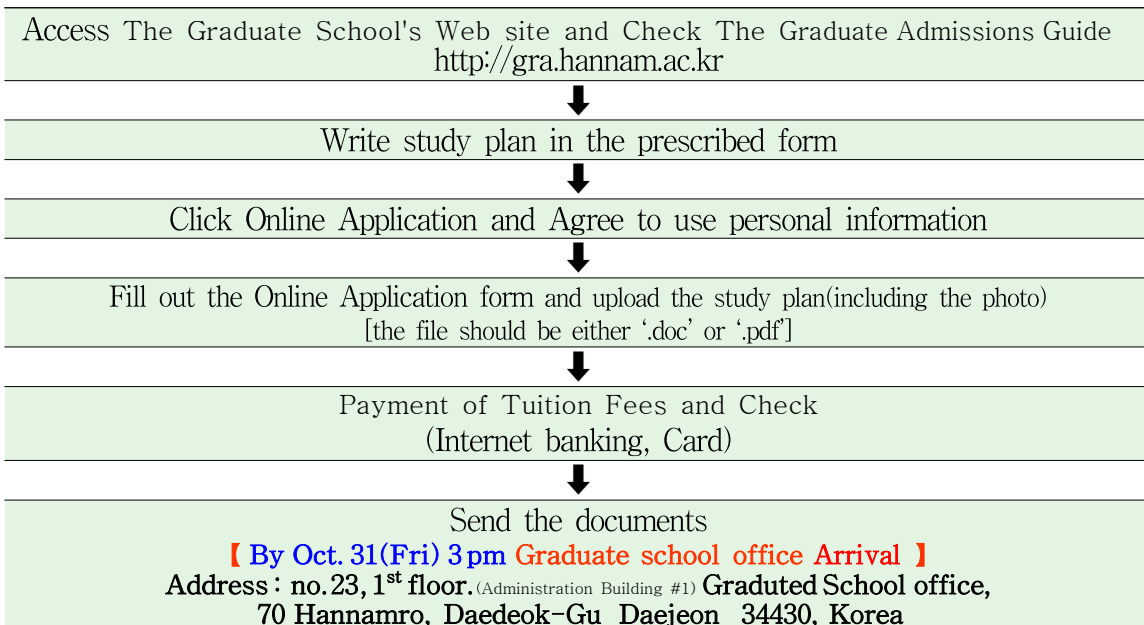 Access The Graduate School's Web site and Check The Graduate Admissions Guide
http://gra.hannam.ac.kr
Write study plan in the prescribed form
Click Online Application and Agree to use personal information
Fill out the Online Application form and upload the study plan(including the photo)
[the file should be either ‘.doc’ or ‘.pdf’]
Payment of Tuition Fees and Check
(Internet banking, Card)
Send the documents
【 By Oct. 31(Fri) 3 pm Graduate school office Arrival 】
Address : no.23, 1st floor.(Administration Building #1) Graduted School office,
70 Hannamro, Daedeok-Gu Daejeon 34430, Korea